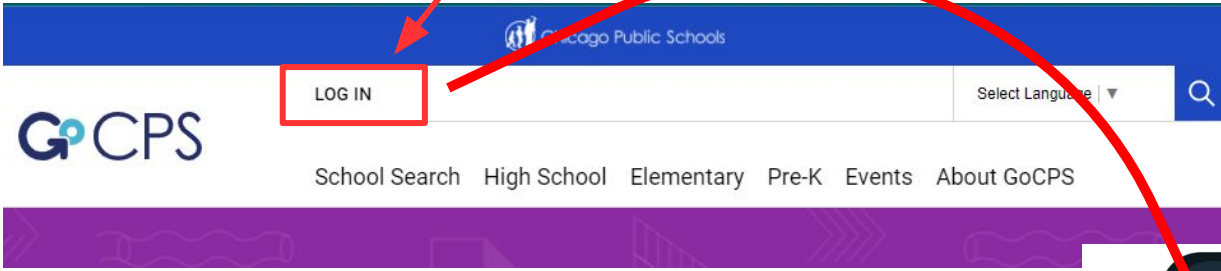 Chicago Public Schools
LOG IN
Select Language ▼
GoCPS
School Search High School Elementary Pre-K Events About GoCPS